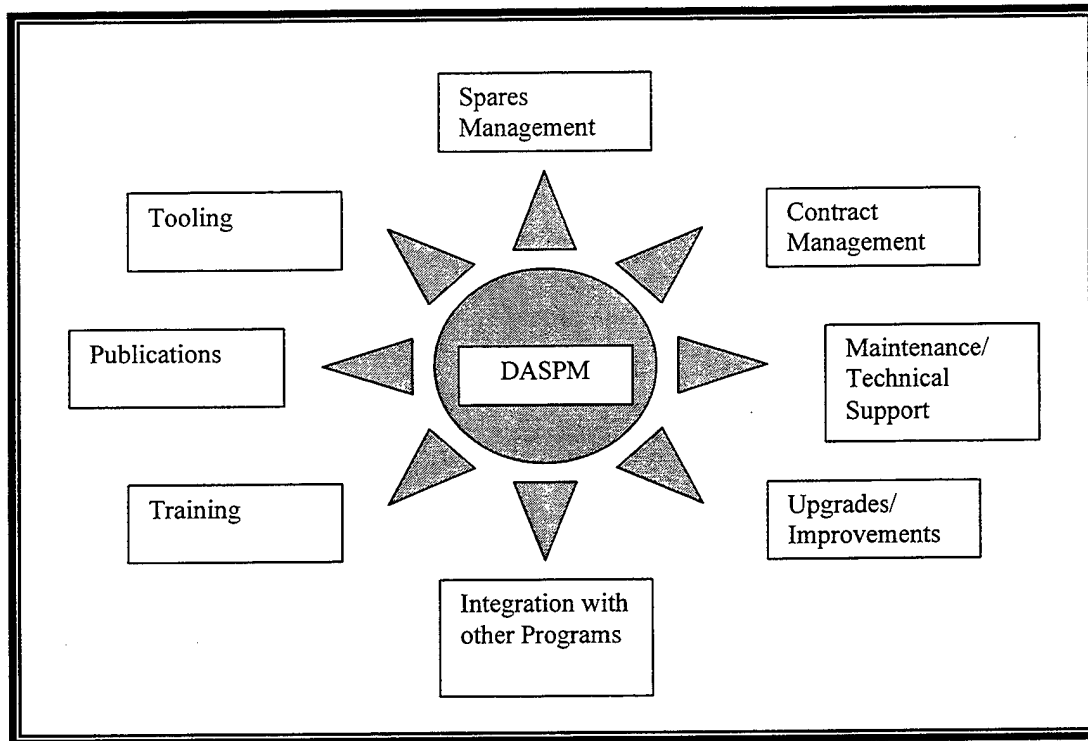 Spares
Management
Tooling
Contract
Management
Publications
DASPM
Maintenance/
Technical
Support
Training
Upgrades/
Improvements
Integration with
other Programs